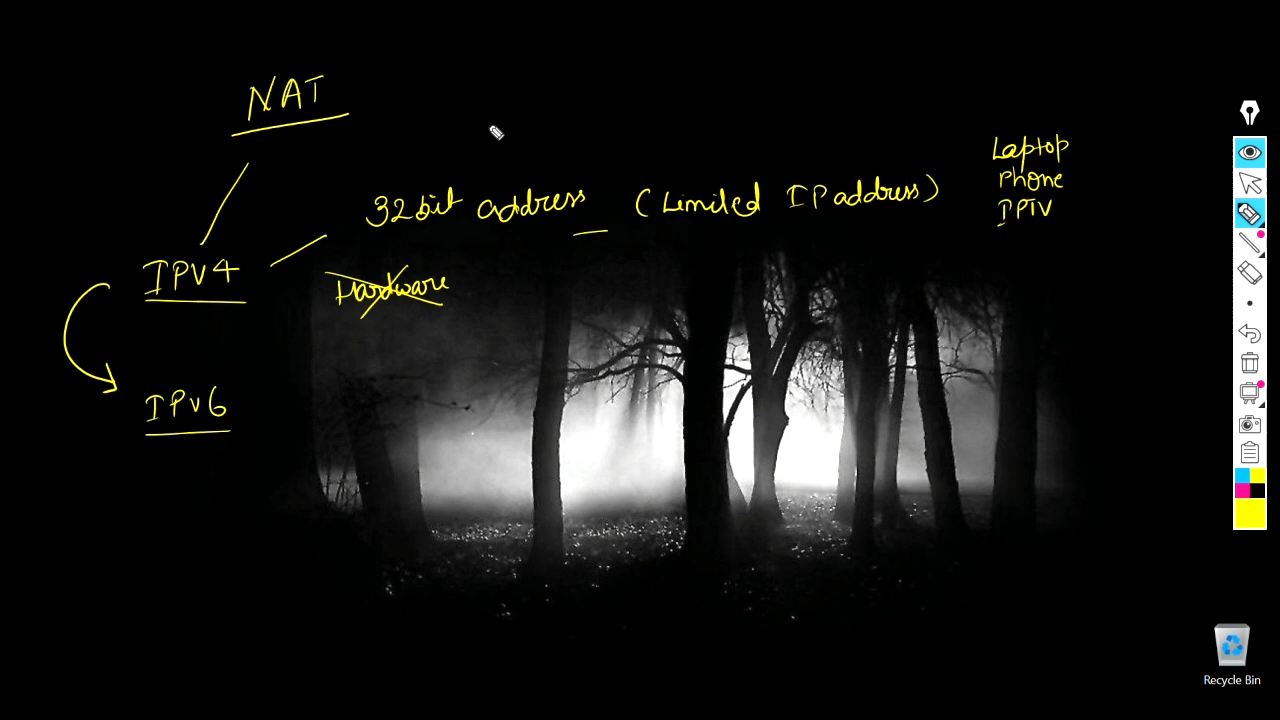 NAT
Laptop
Phone
IPTV
32bit address (Limited IP address)
IPV4
Hardware
IPV6
Recycle Bin